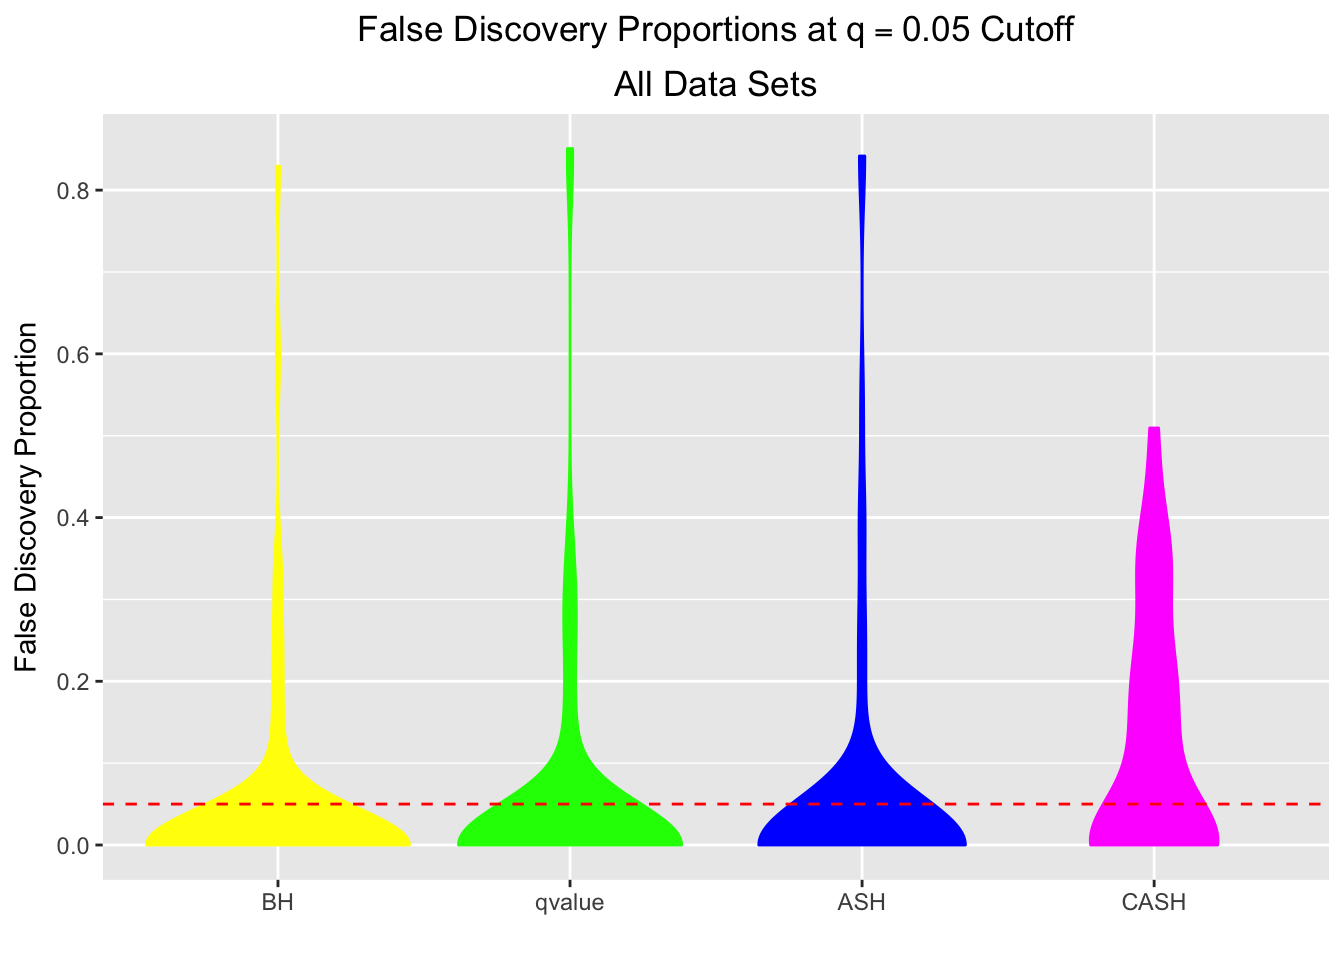 False Discovery Proportions at q = 0.05 Cutoff
All Data Sets
False Discovery Proportion
0.8
0.6
0.4
0.2
0.0
BH
qvalue
ASH
CASH